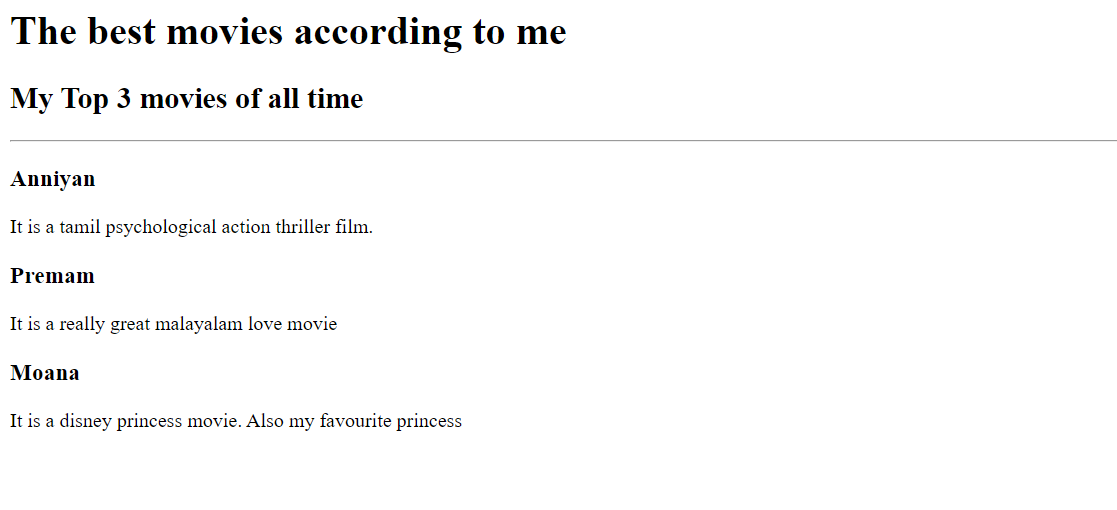 The best movies according to me
My Top 3 movies of all time
Anniyan
It is a tamil psychological action thriller film.
Premam
It is a really great malayalam love movie
Moana
It is a disney princess movie. Also my favourite princess